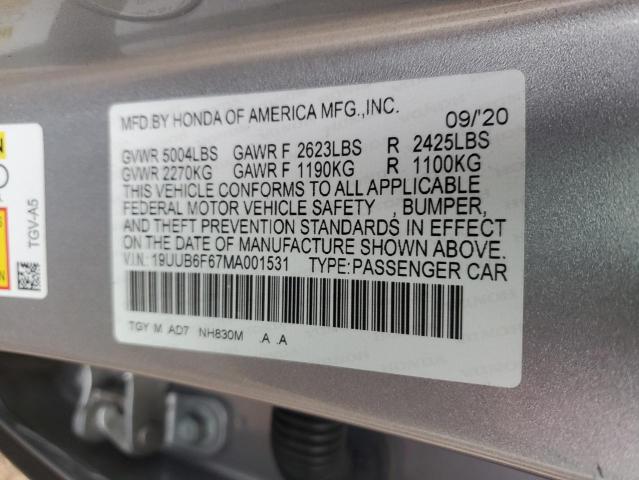 MFD.BY HONDA OF AMERICA MFG.,INC. 09/'20
GVWR 5004LBS GAWR F 2623LBS R 2425LBS
GVWR 2270KG GAWR F 1190KG R 1100KG
THIS VEHICLE CONFORMS TO ALL APPLICABLE
FEDERAL MOTOR VEHICLE SAFETY , BUMPER,
AND THEFT PREVENTION STANDARDS IN EFFECT
ON THE DATE OF MANUFACTURE SHOWN ABOVE.
V.I.N.: 19UUB6F67MA001531 TYPE:PASSENGER CAR
TGY M AD7 NH830M .A .A
TGV-A5